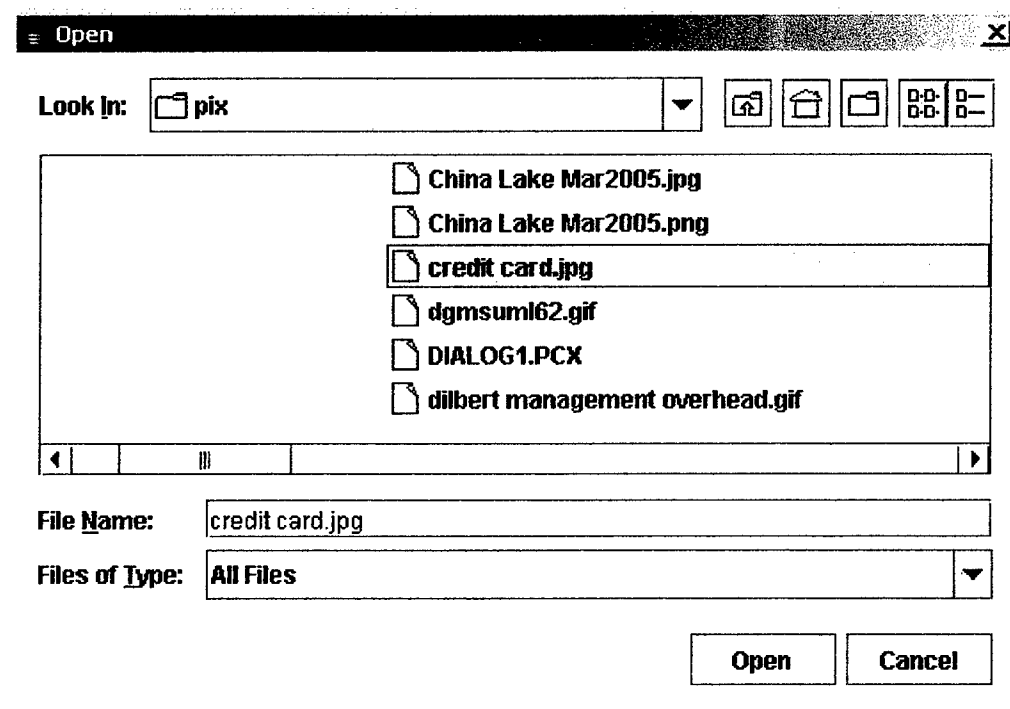 Open
Look In: pix
China Lake Mar2005.jpg
China Lake Mar2005.png
credit card.jpg
dgmsuml62.gif
DIALOG1.PCX
dilbert management overhead.gif
File Name: credit card.jpg
Files of Type: All Files
Open Cancel